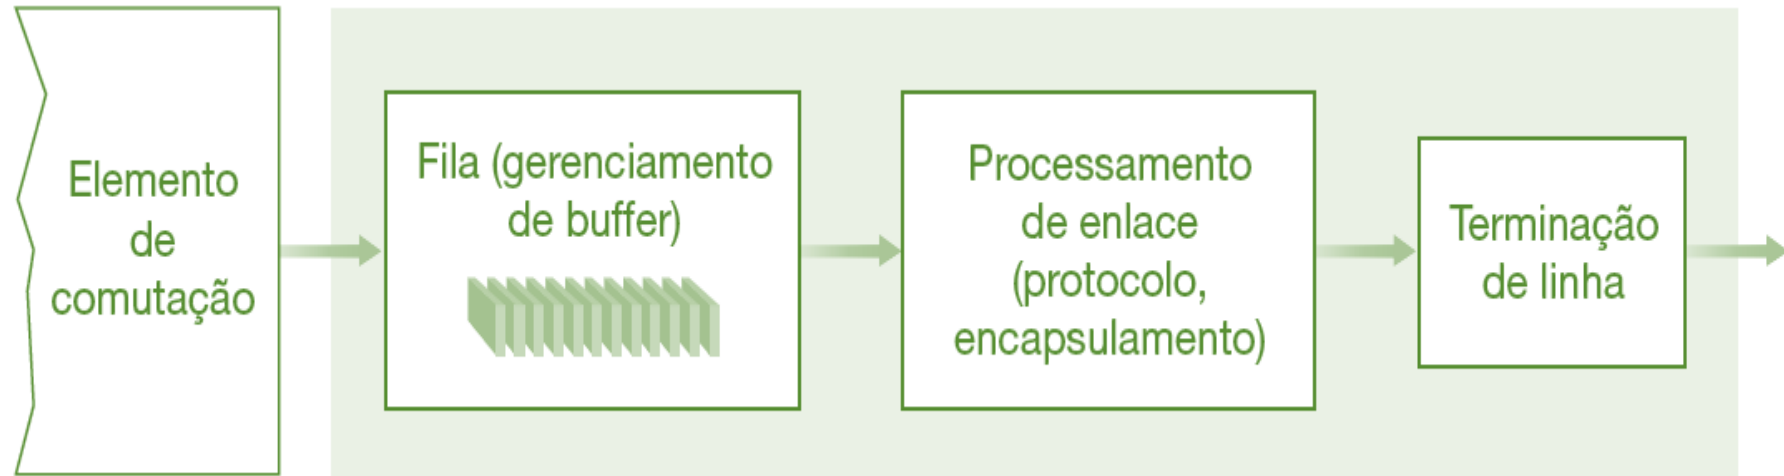 Elemento
de
comutação
Fila (gerenciamento
de buffer)
Processamento
de enlace
(protocolo,
encapsulamento)
Terminação
de linha